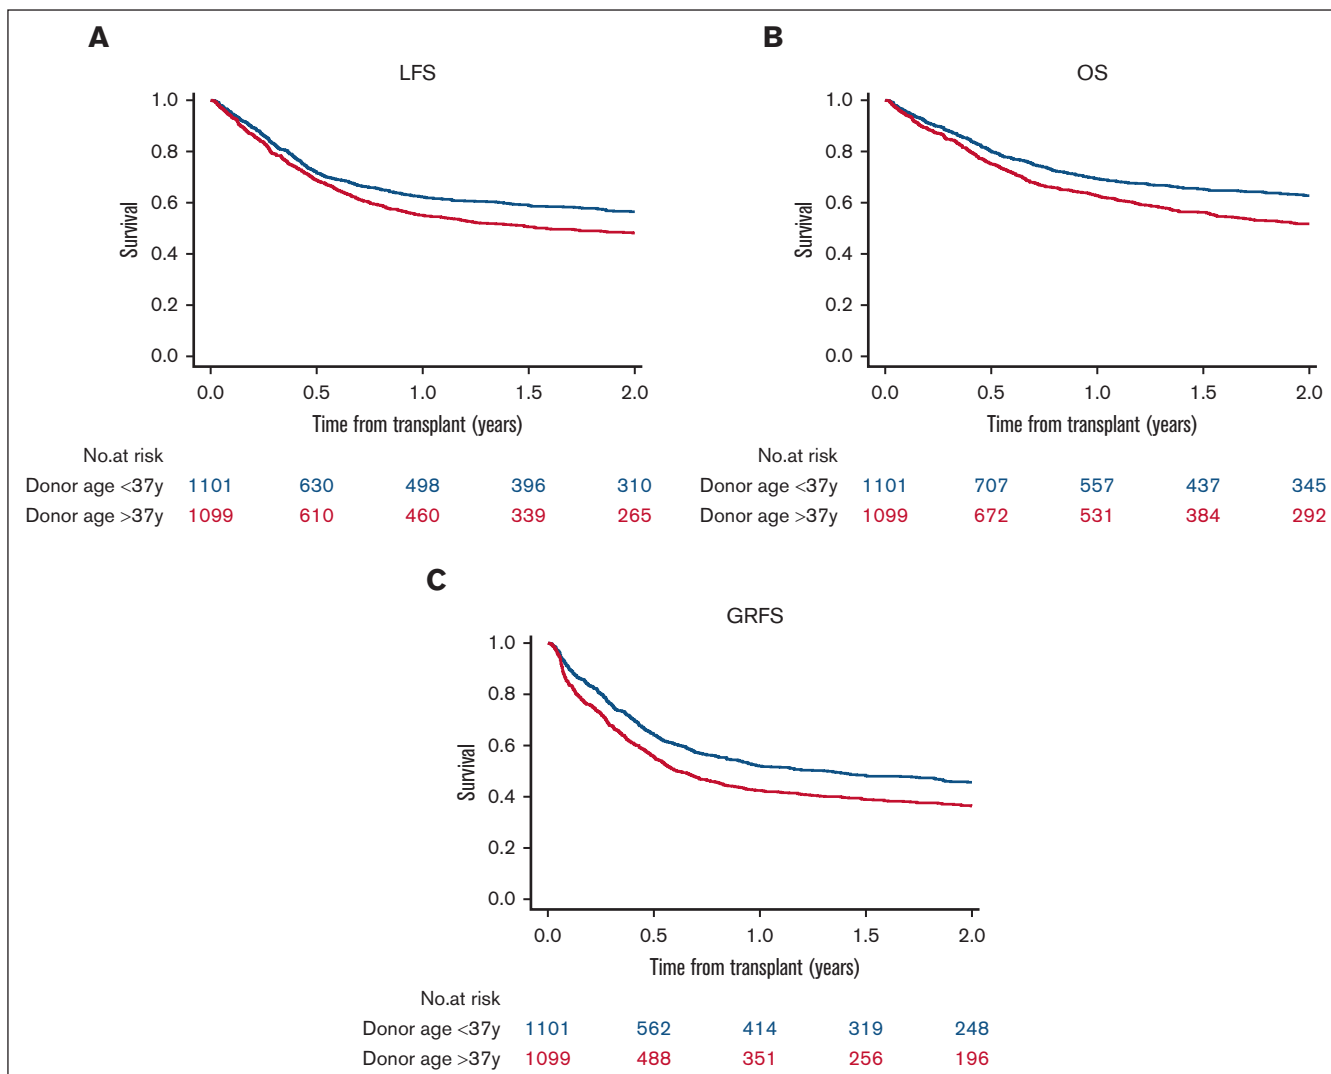 A
LFS
1.0
0.8
0.6
0.4
0.2
0.0
Survival
0.0 0.5 1.0 1.5 2.0
Time from transplant (years)
No.at risk
Donor age <37y 1101 630 498 396 310
Donor age >37y 1099 610 460 339 265
B
OS
1.0
0.8
0.6
0.4
0.2
0.0
Survival
0.0 0.5 1.0 1.5 2.0
Time from transplant (years)
No.at risk
Donor age <37y 1101 707 557 437 345
Donor age >37y 1099 672 531 384 292
C
GRFS
1.0
0.8
0.6
0.4
0.2
0.0
Survival
0.0 0.5 1.0 1.5 2.0
Time from transplant (years)
No.at risk
Donor age <37y 1101 562 414 319 248
Donor age >37y 1099 488 351 256 196